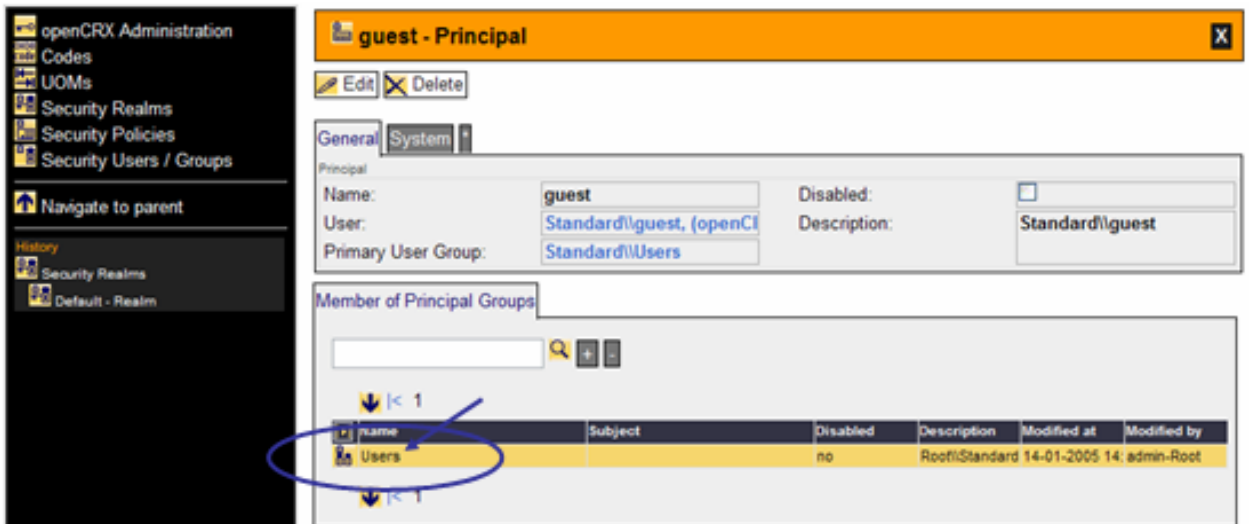 openCRX Administration
Codes
UOMs
Security Realms
Security Policies
Security Users / Groups
Navigate to parent
History
Security Realms
Default - Realm
guest - Principal
X
Edit Delete
General System *
Principal
Name: guest Disabled:
User: Standard\\guest, (openCl Description: Standard\\guest
Primary User Group: Standard\\Users
Member of Principal Groups
+ -
|< 1
Name Subject Disabled Description Modified at Modified by
Users no Root\\Standard 14-01-2005 14: admin-Root
|< 1